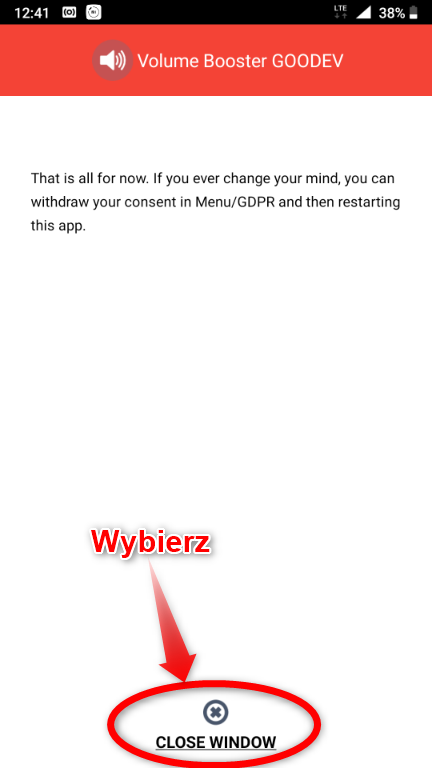 12:41 LTE 38%
Volume Booster GOODEV
That is all for now. If you ever change your mind, you can
withdraw your consent in Menu/GDPR and then restarting
this app.
Wybierz
CLOSE WINDOW